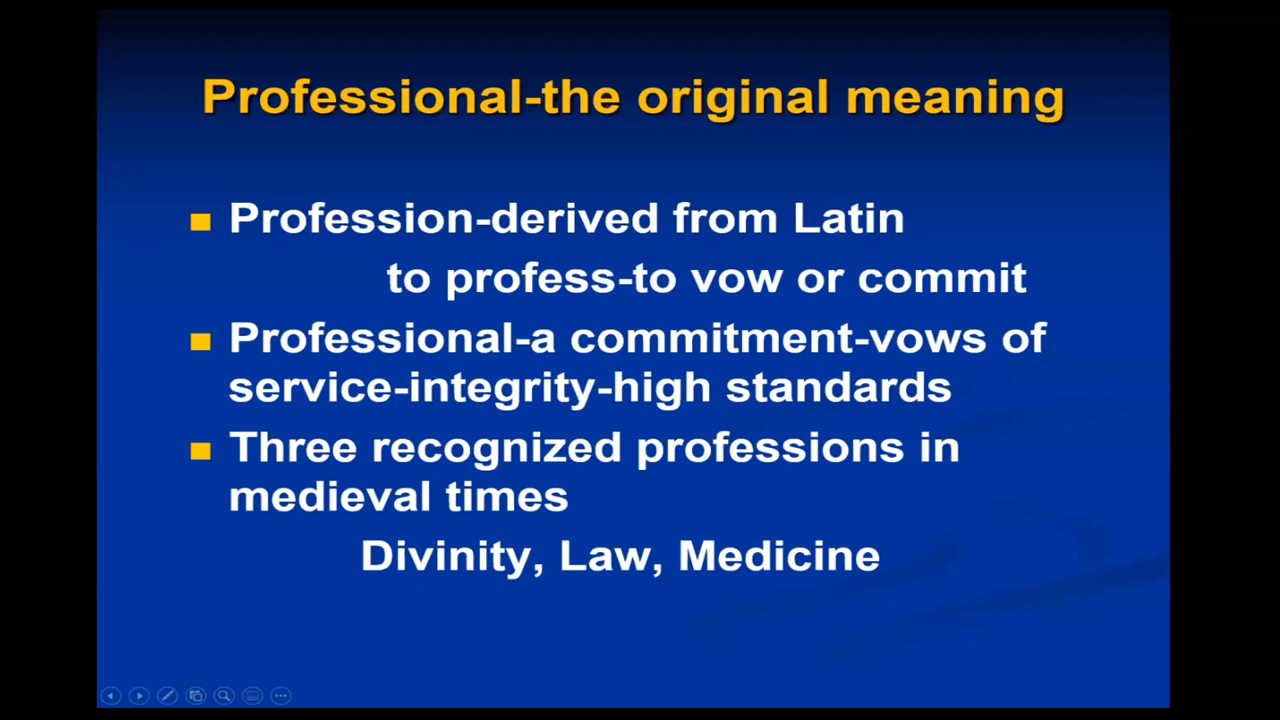 Professional-the original meaning
Profession-derived from Latin
to profess-to vow or commit
Professional-a commitment-vows of
service-integrity-high standards
Three recognized professions in
medieval times
Divinity, Law, Medicine